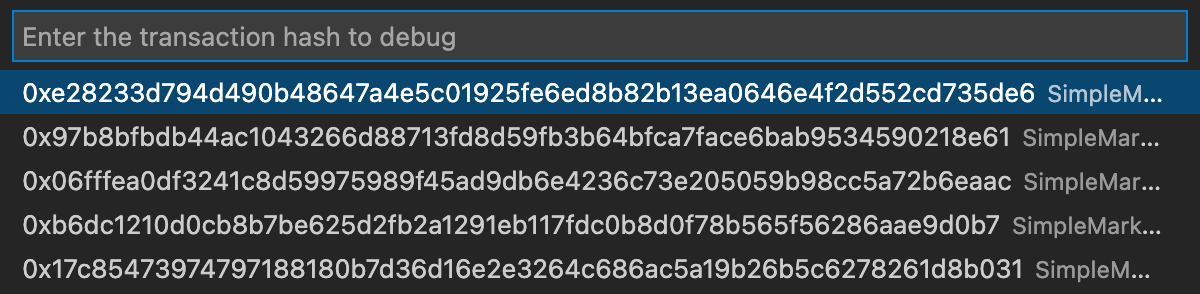 Enter the transaction hash to debug
0xe28233d794d490b48647a4e5c01925fe6ed8b82b13ea0646e4f2d552cd735de6 SimpleM...
0x97b8bfbdb44ac1043266d88713fd8d59fb3b64bfca7face6bab9534590218e61 SimpleMar...
0x06fffea0df3241c8d59975989f45ad9db6e4236c73e205059b98cc5a72b6eaac SimpleMar...
0xb6dc1210d0cb8b7be625d2fb2a1291eb117fdc0b8d0f78b565f56286aae9d0b7 SimpleMark...
0x17c85473974797188180b7d36d16e2e3264c686ac5a19b26b5c6278261d8b031 SimpleM...